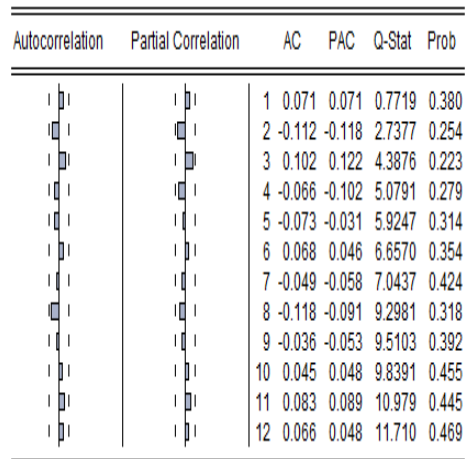 Autocorrelation Partial Correlation AC PAC Q-Stat Prob
1 0.071 0.071 0.7719 0.380
2 -0.112 -0.118 2.7377 0.254
3 0.102 0.122 4.3876 0.223
4 -0.066 -0.102 5.0791 0.279
5 -0.073 -0.031 5.9247 0.314
6 0.068 0.046 6.6570 0.354
7 -0.049 -0.058 7.0437 0.424
8 -0.118 -0.091 9.2981 0.318
9 -0.036 -0.053 9.5103 0.392
10 0.045 0.048 9.8391 0.455
11 0.083 0.089 10.979 0.445
12 0.066 0.048 11.710 0.469